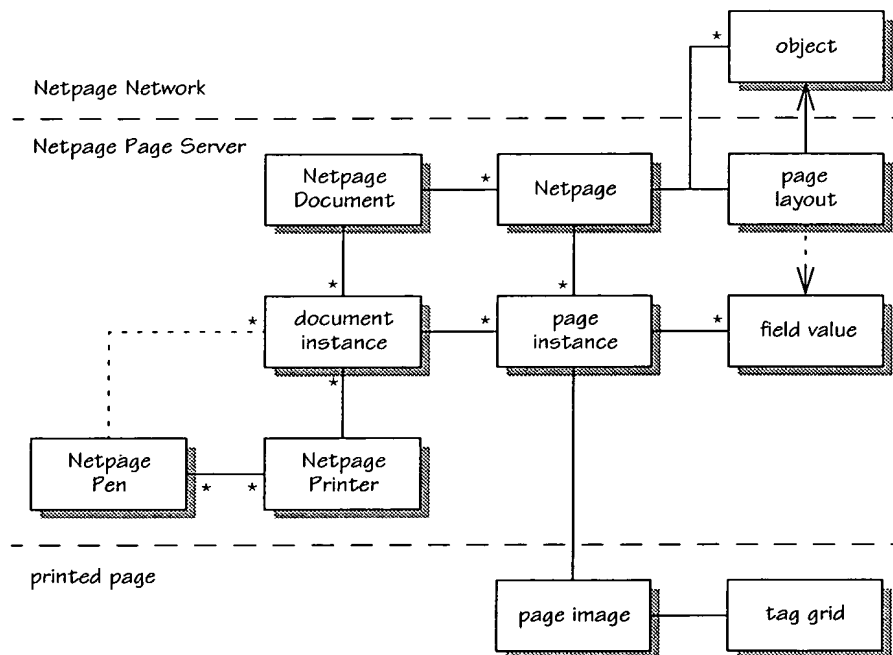 *
object
Netpage Network
Netpage Page Server
Netpage
Document
*
Netpage
page
layout
*
*
*
document
instance
*
page
instance
*
field value
*
Netpage
Pen
*
*
Netpage
Printer
printed page
page image
tag grid